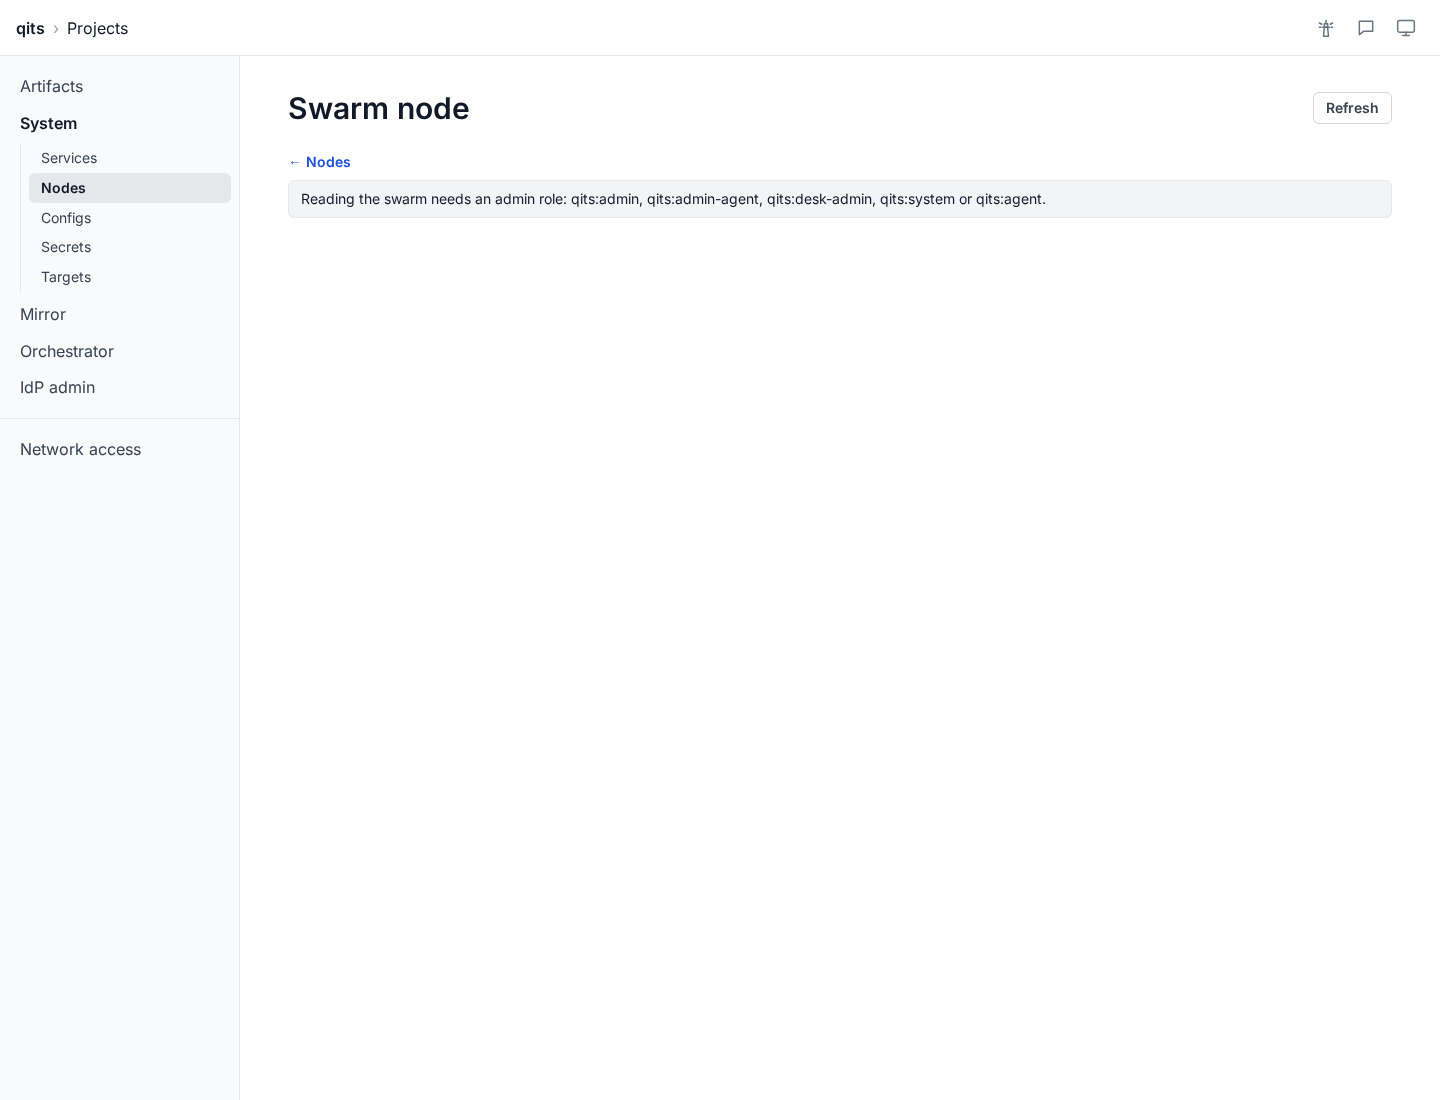 qits › Projects
Artifacts
System
Services
Nodes
Configs
Secrets
Targets
Mirror
Orchestrator
IdP admin
Network access
Swarm node
Refresh
← Nodes
Reading the swarm needs an admin role: qits:admin, qits:admin-agent, qits:desk-admin, qits:system or qits:agent.